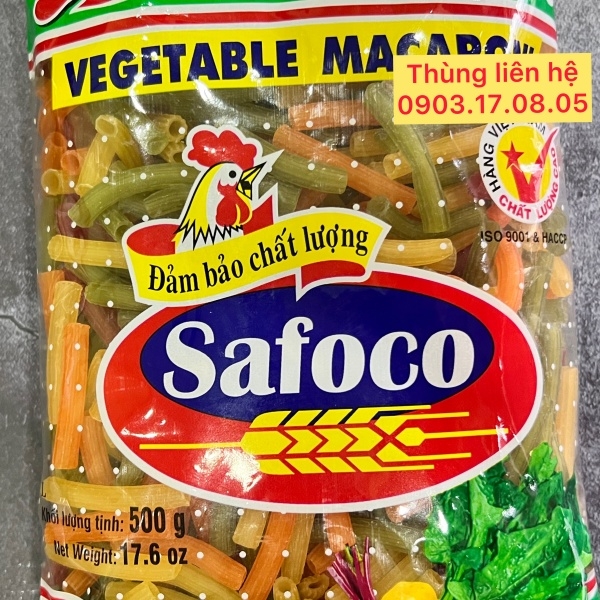 VEGETABLE MACARONI
Thùng liên hệ
0903.17.08.05
HÀNG VIỆT NAM
CHẤT LƯỢNG CAO
ISO 9001 & HACCP
Đảm bảo chất lượng
Safoco
Khối lượng tịnh: 500 g
Net Weight: 17.6 oz